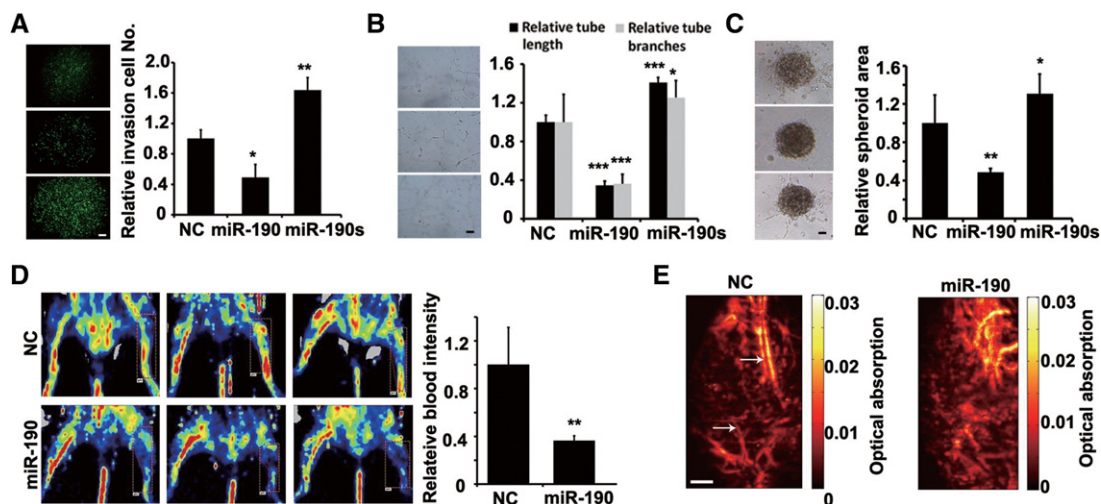 A
Relative invasion cell No.
2.0
1.6
1.2
0.8
0.4
0
*
**
NC miR-190 miR-190s
B
Relative tube length
Relative tube branches
1.6
1.2
0.8
0.4
0
*** ***
*** *
NC miR-190 miR-190s
C
Relative spheroid area
1.6
1.2
0.8
0.4
0
**
*
NC miR-190 miR-190s
D
NC
miR-190
Relateive blood intensity
1.2
0.8
0.4
0
**
NC miR-190
E
NC
0.03
0.02
0.01
0
Optical absorption
miR-190
0.03
0.02
0.01
0
Optical absorption